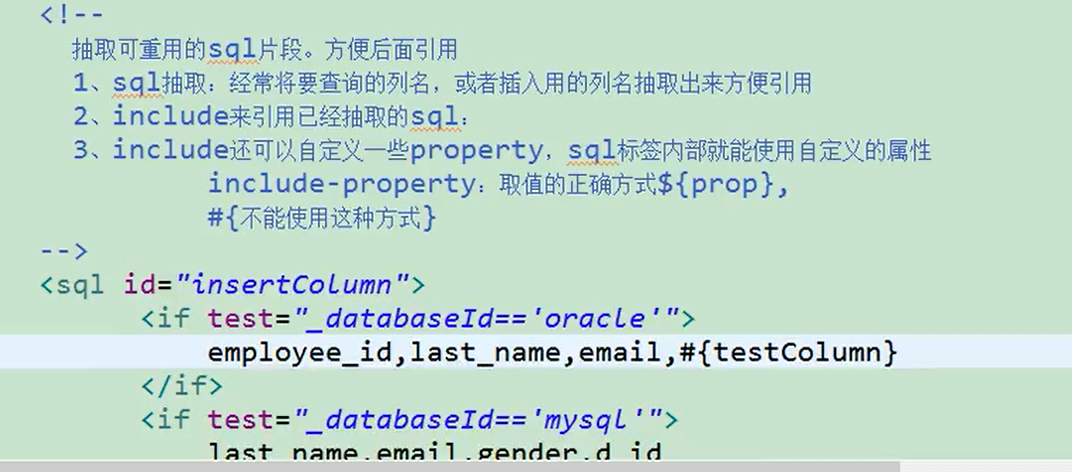 <!--
抽取可重用的sql片段。方便后面引用
1、sql抽取：经常将要查询的列名，或者插入用的列名抽取出来方便引用
2、include来引用已经抽取的sql：
3、include还可以自定义一些property，sql标签内部就能使用自定义的属性
include-property：取值的正确方式${prop},
#{不能使用这种方式}
-->
<sql id="insertColumn">
<if test="_databaseId=='oracle'">
employee_id,last_name,email,#{testColumn}
</if>
<if test="_databaseId=='mysql'">
last_name,email,gender,d_id